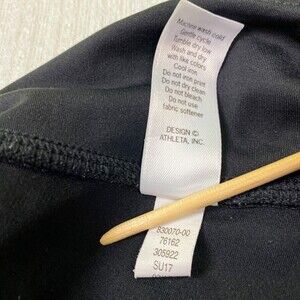 Machine wash cold
Gentle cycle
Tumble dry low
Wash and dry
with like colors
Cool iron
Do not iron print
Do not dry clean
Do not bleach
Do not use
fabric softener
DESIGN ©
ATHLETA, INC.
830070-00
76162
305922
SU17